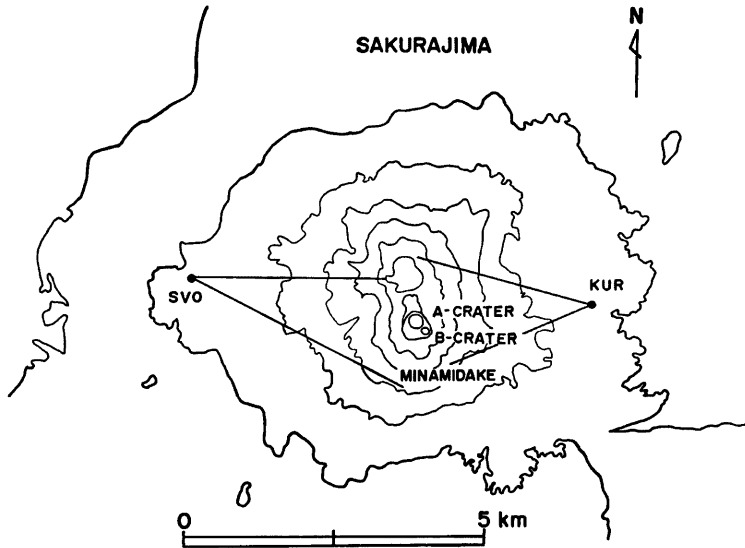 N
SAKURAJIMA
KUR
SVO
A-CRATER
B-CRATER
MINAMIDAKE
0 5 km